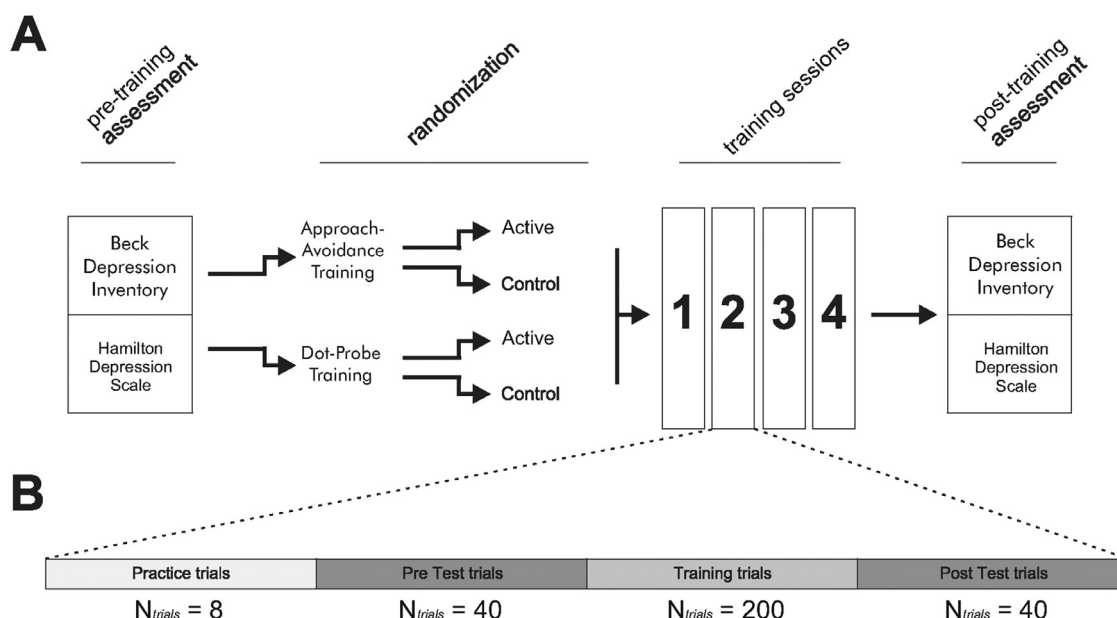 A
pre-training
assessment
randomization
training sessions
post-training
assessment
Beck
Depression
Inventory
Hamilton
Depression
Scale
Approach-
Avoidance
Training
Active
Control
Dot-Probe
Training
Active
Control
1 2 3 4
Beck
Depression
Inventory
Hamilton
Depression
Scale
B
Practice trials Pre Test trials Training trials Post Test trials
Ntrials = 8 Ntrials = 40 Ntrials = 200 Ntrials = 40